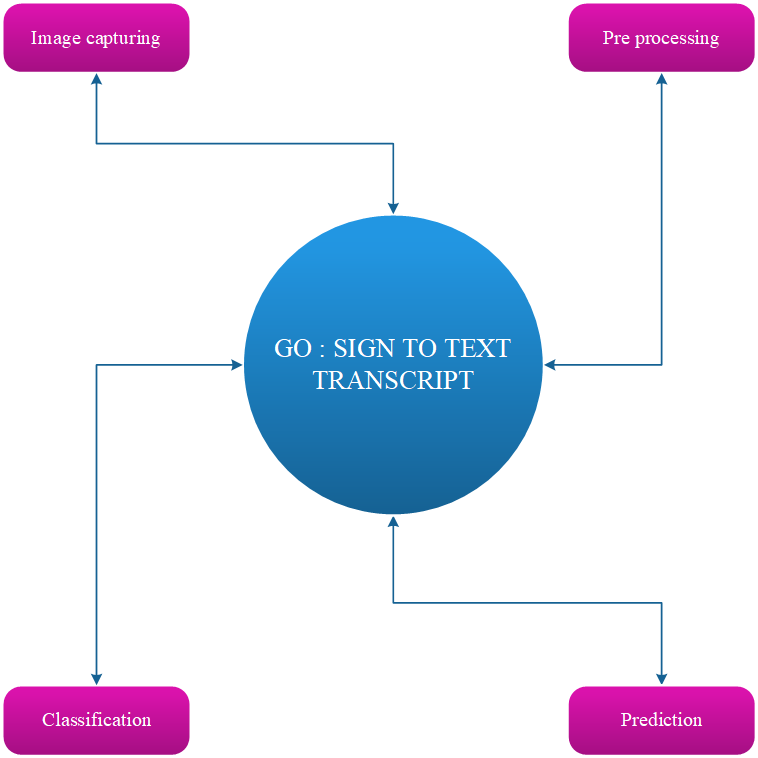 Image capturing
Pre processing
GO : SIGN TO TEXT
TRANSCRIPT
Classification
Prediction